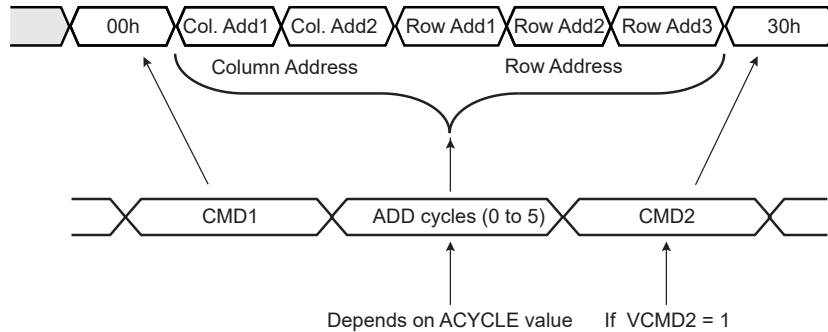 00h Col. Add1 Col. Add2 Row Add1 Row Add2 Row Add3 30h
Column Address Row Address
CMD1 ADD cycles (0 to 5) CMD2
Depends on ACYCLE value If VCMD2 = 1